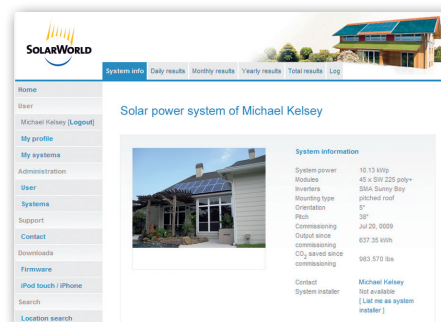 SOLARWORLD
System info Daily results Monthly results Yearly results Total results Log
Home
User
Michael Kelsey [Logout]
My profile
My systems
Administration
User
Systems
Support
Contact
Downloads
Firmware
iPod touch / iPhone
Search
Location search
Solar power system of Michael Kelsey
System information
System power 10.13 kWp
Modules 45 x SW 225 poly+
Inverters SMA Sunny Boy
Mounting type pitched roof
Orientation 5°
Pitch 38°
Commissioning Jul 20, 0009
Output since
commissioning 637.35 kWh
CO2 saved since
commissioning 983.570 lbs
Contact Michael Kelsey
System installer Not available
[ List me as system
installer ]